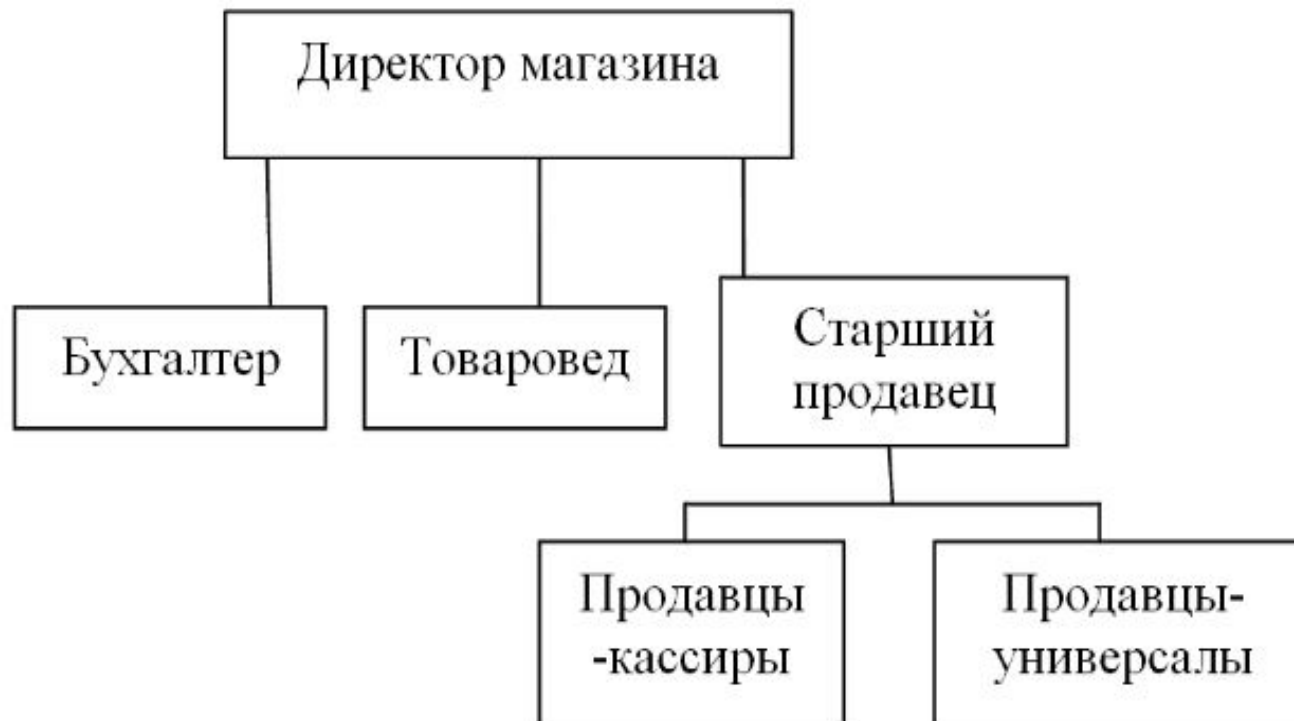 Директор магазина
Бухгалтер
Товаровед
Старший
продавец
Продавцы
-кассиры
Продавцы-
универсалы